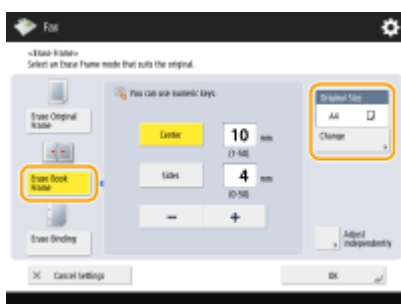 Fax
<Erase Frame>
Select an Erase Frame mode that suits the original.
Erase Original
Frame
Erase Book
Frame
Erase Binding
You can use numeric keys.
Center
10 mm
(1-50)
Sides
4 mm
(0-50)
−
+
Original Size
A4
Change
Adjust
Independently
Cancel Settings
OK